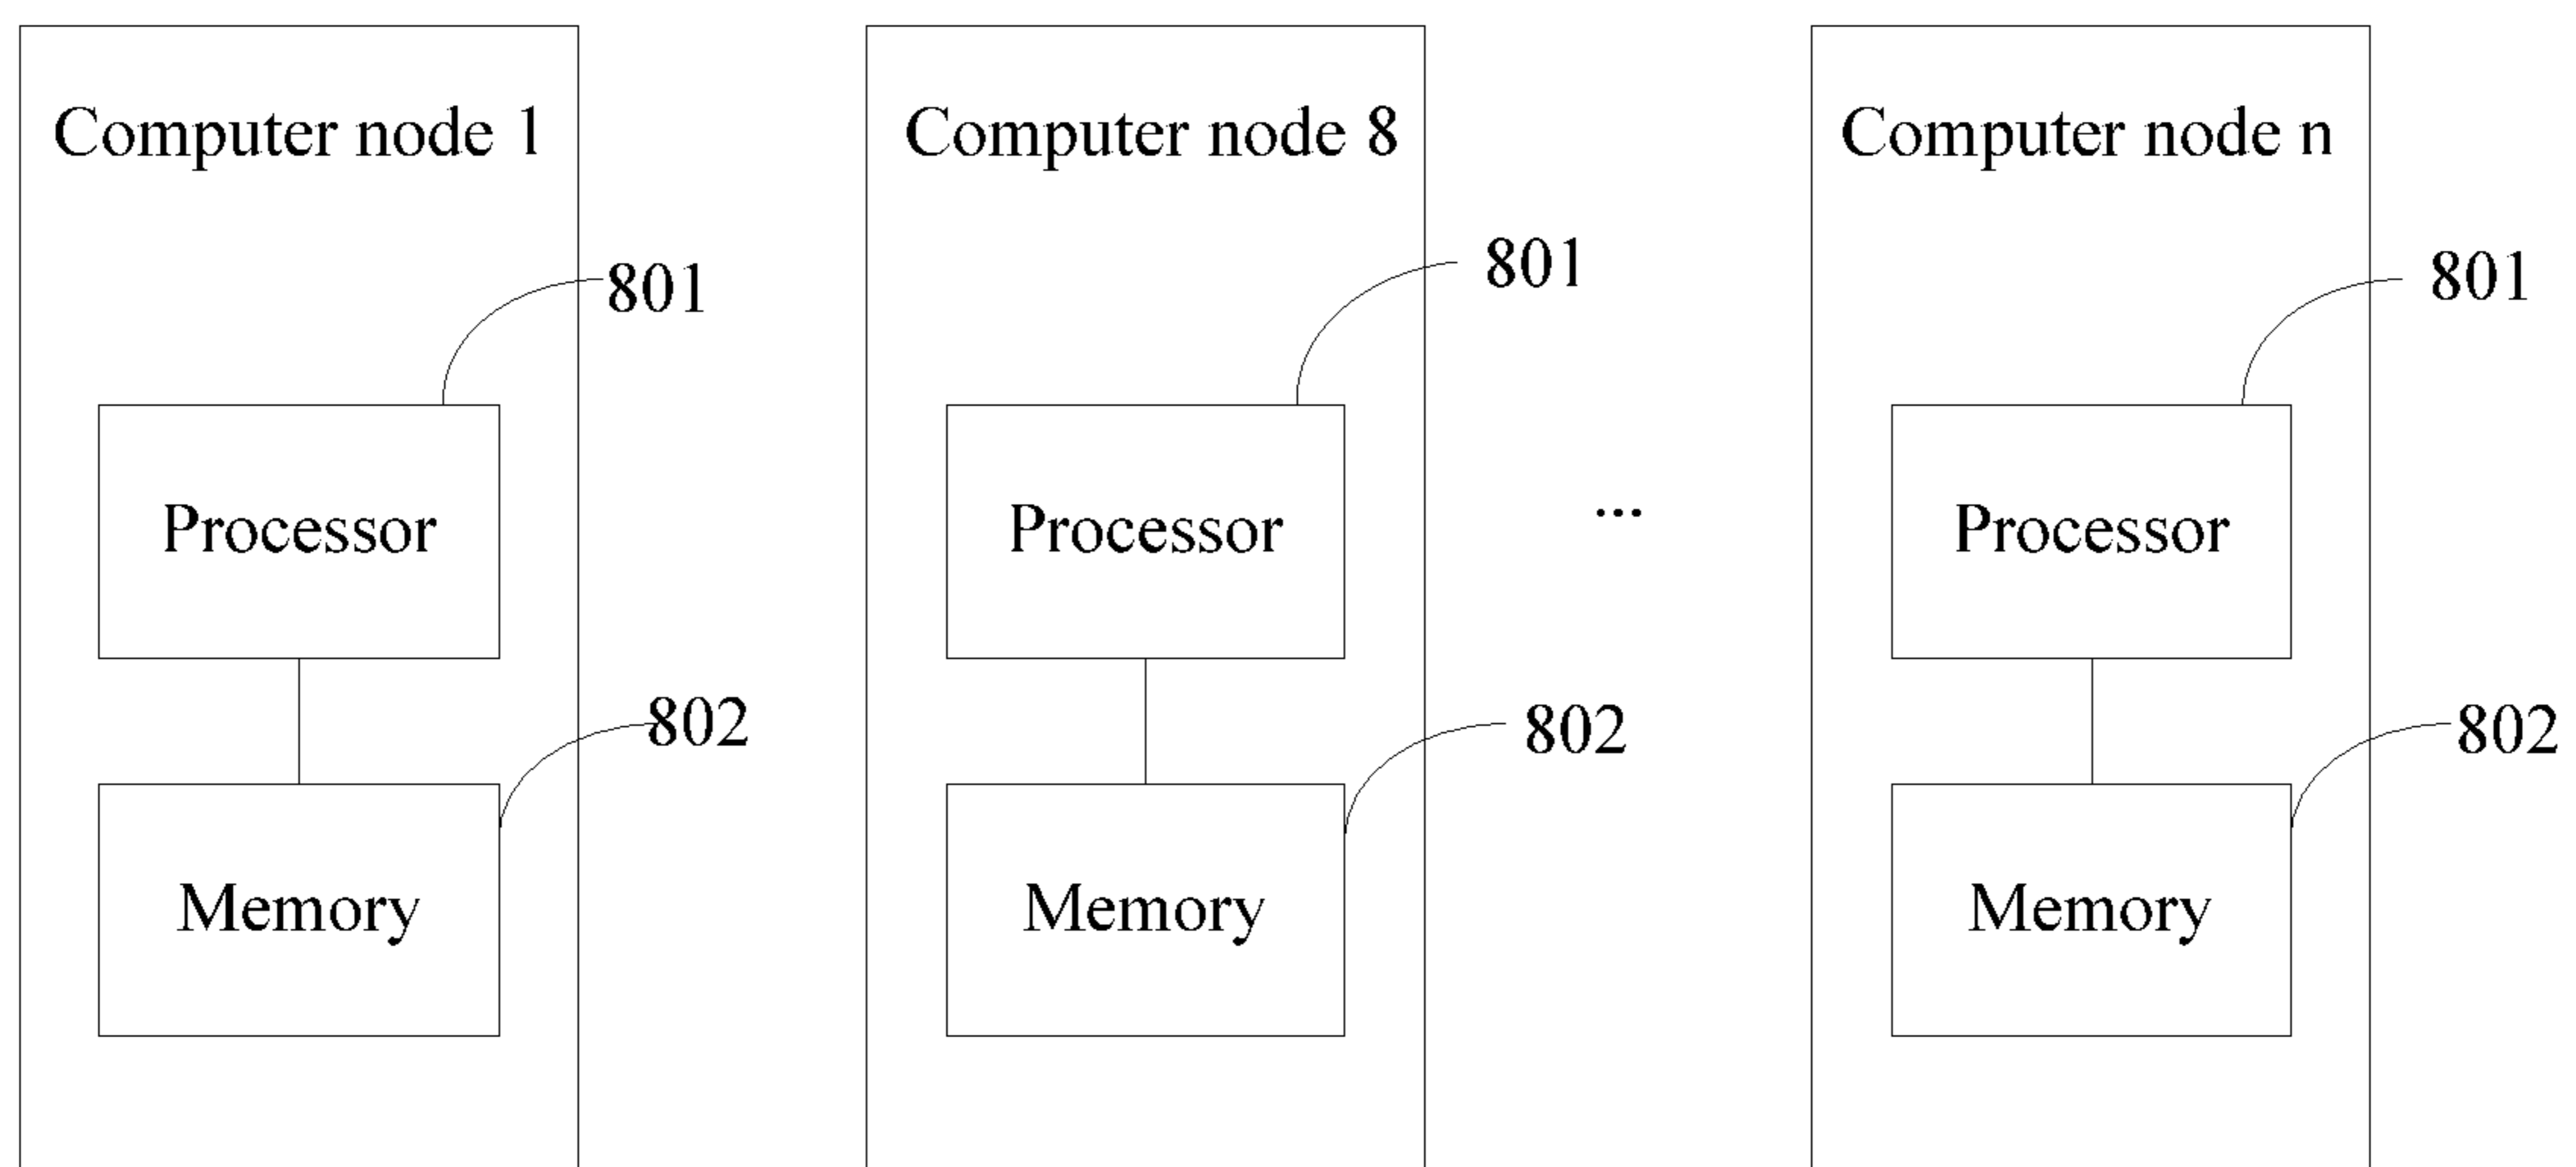 Computer node 1
Computer node 8
Computer node n
801
801
801
Processor
Processor
...
Processor
802
802
802
Memory
Memory
Memory